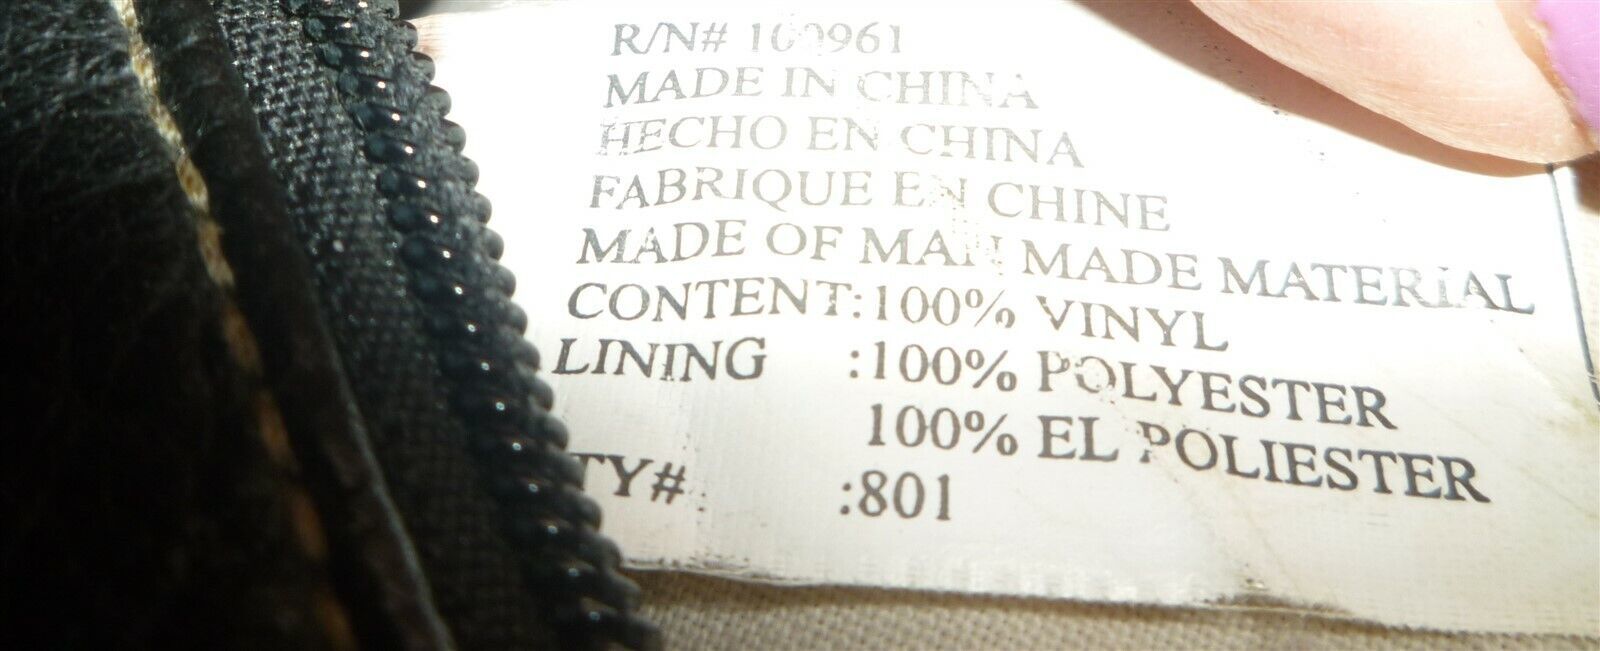 R/N# 100961
MADE IN CHINA
HECHO EN CHINA
FABRIQUE EN CHINE
MADE OF MAN MADE MATERIAL
CONTENT:100% VINYL
LINING :100% POLYESTER
100% EL POLIESTER
TY# :801